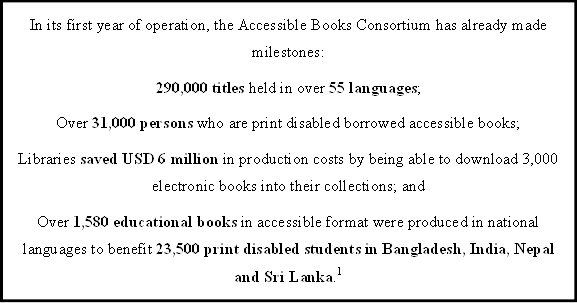 In its first year of operation, the Accessible Books Consortium has already made
milestones:
290,000 titles held in over 55 languages;
Over 31,000 persons who are print disabled borrowed accessible books;
Libraries saved USD 6 million in production costs by being able to download 3,000
electronic books into their collections; and
Over 1,580 educational books in accessible format were produced in national
languages to benefit 23,500 print disabled students in Bangladesh, India, Nepal
and Sri Lanka.1